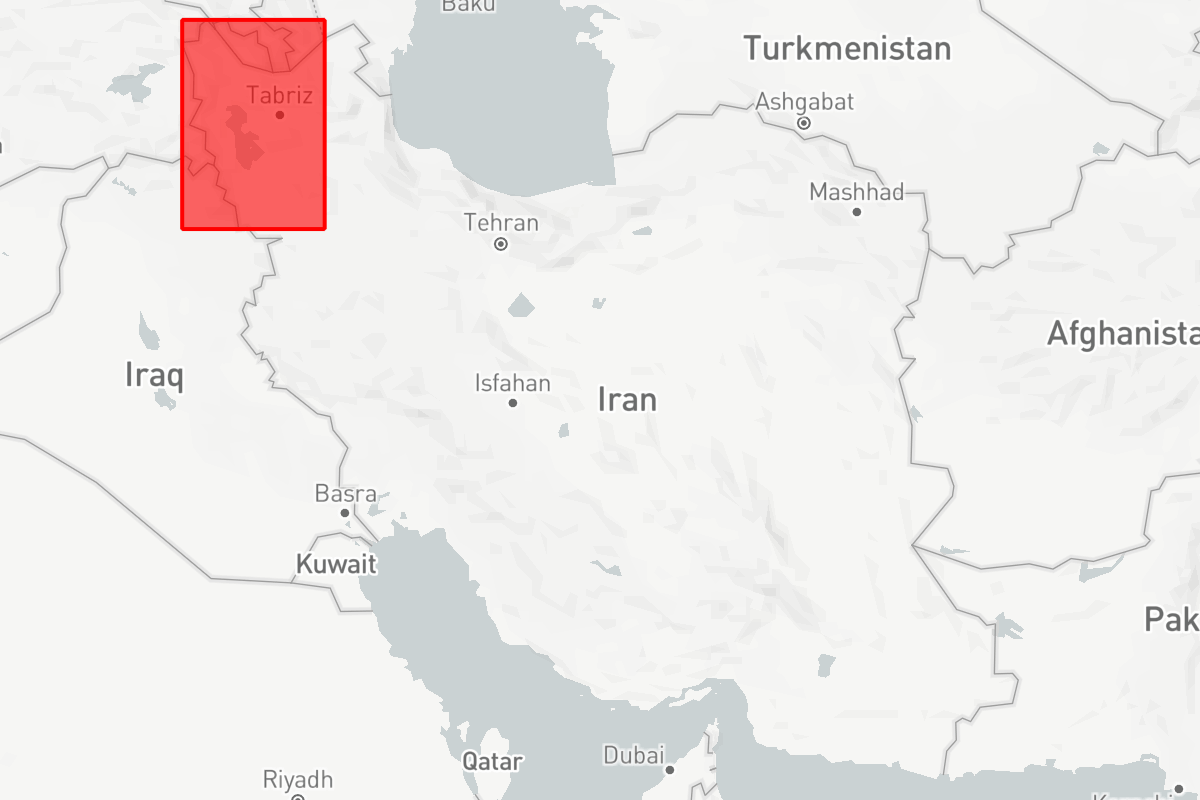 Baku
Turkmenistan
Tabriz
Ashgabat
Mashhad
Tehran
Afghanista
Iraq
Isfahan
Iran
Basra
Kuwait
Pak
Qatar
Dubai
Riyadh